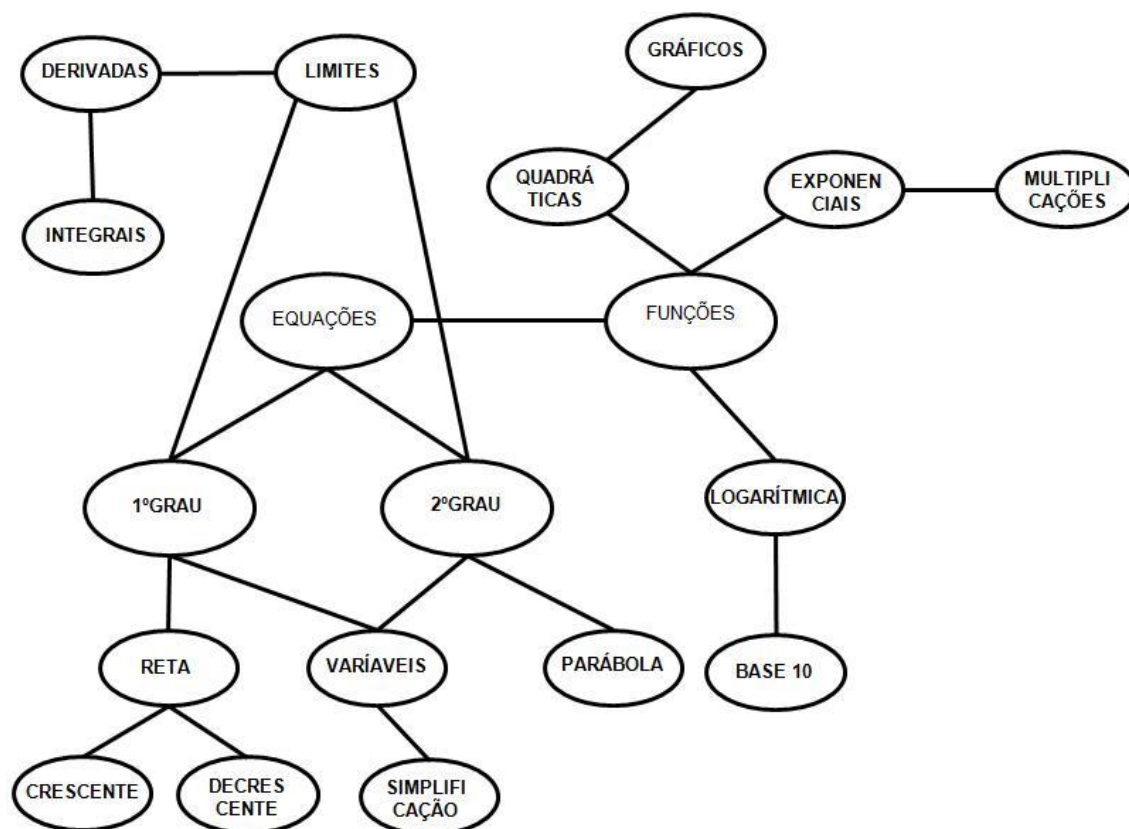 GRÁFICOS
DERIVADAS
LIMITES
QUADRÁ
TICAS
EXPONEN
CIAIS
MULTIPLI
CAÇÕES
INTEGRAIS
EQUAÇÕES
FUNÇÕES
1ºGRAU
2ºGRAU
LOGARÍTMICA
RETA
VARÍAVEIS
PARÁBOLA
BASE 10
CRESCENTE
DECRES
CENTE
SIMPLIFI
CAÇÃO